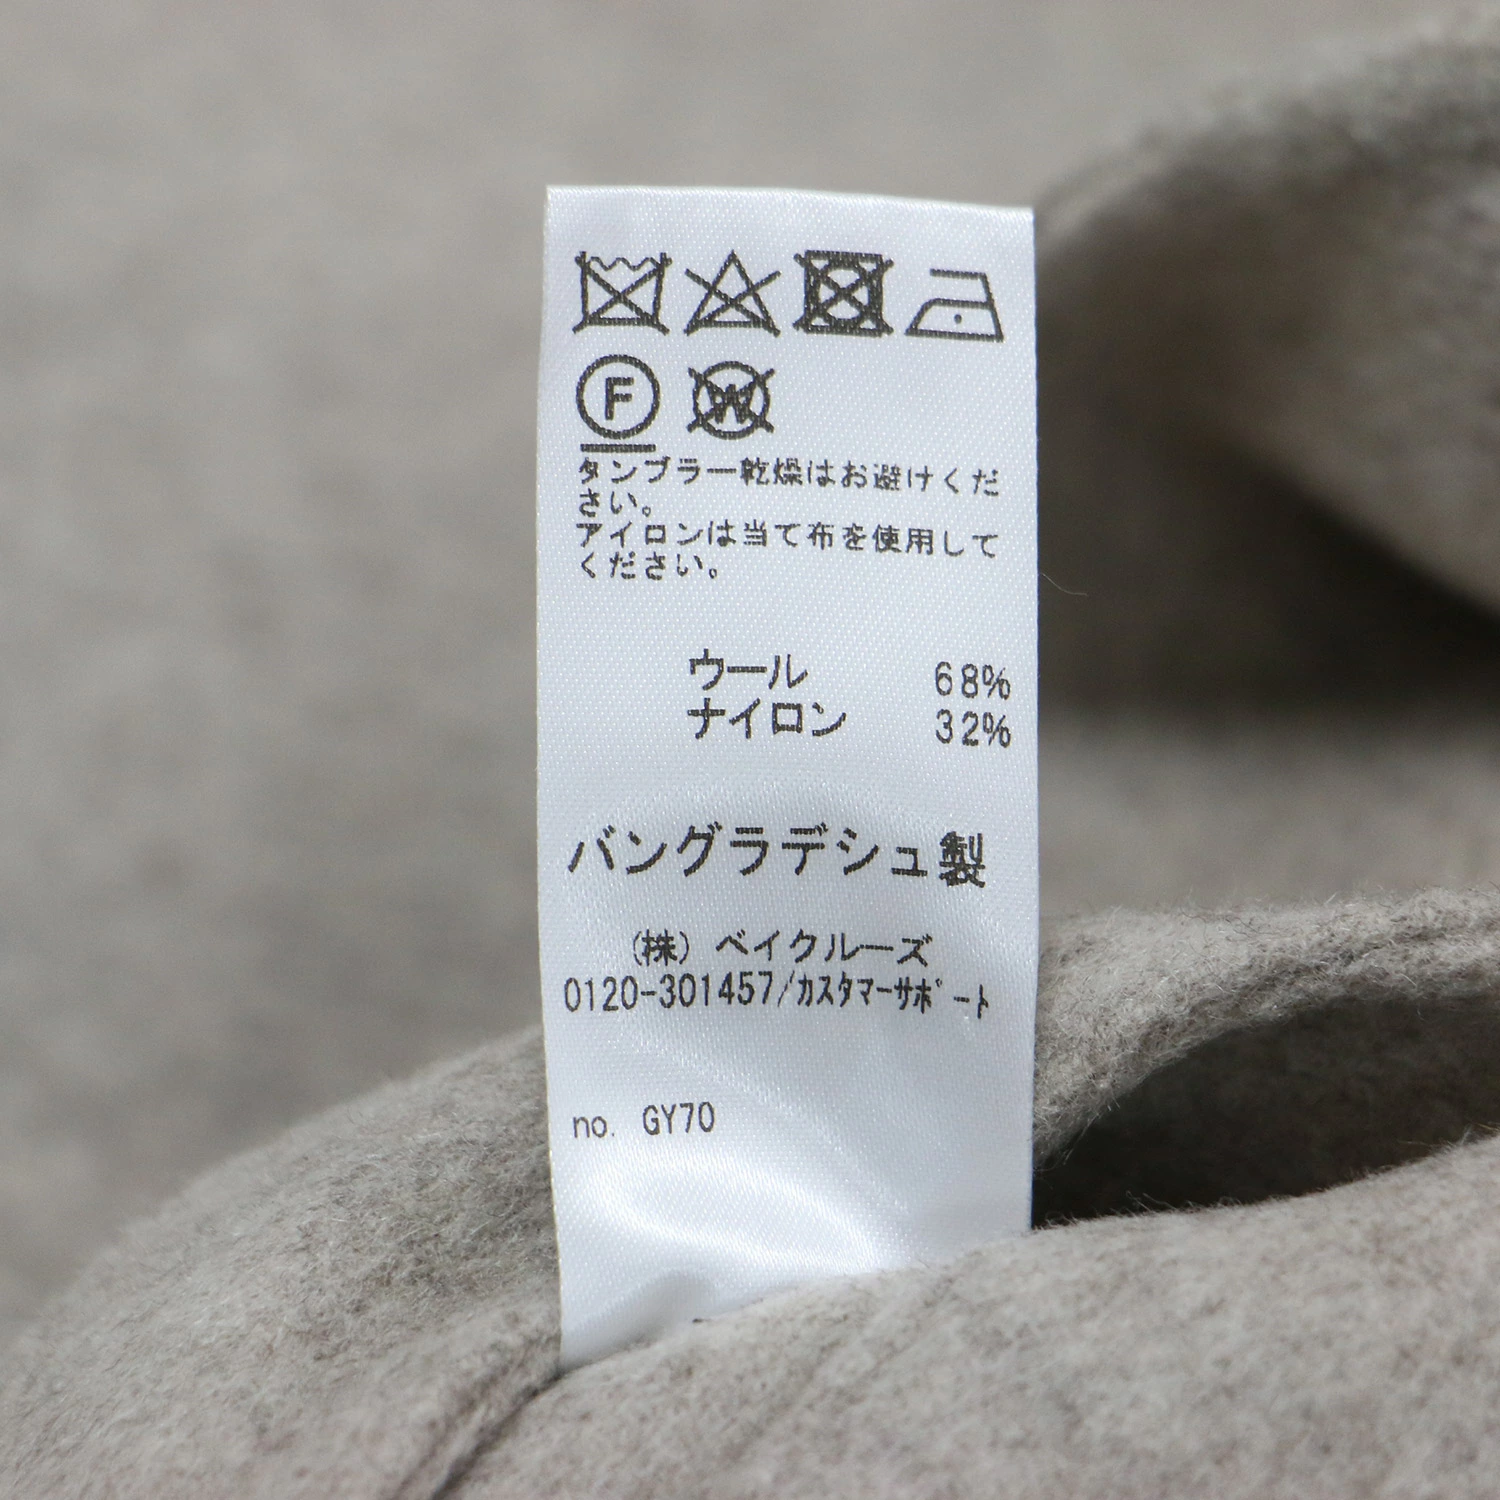 F W
タンブラー乾燥はお避けくだ
さい。
アイロンは当て布を使用して
ください。
ウール 68%
ナイロン 32%
バングラデシュ製
(株) ベイクルーズ
0120-301457/カスタマーサポート
no. GY70